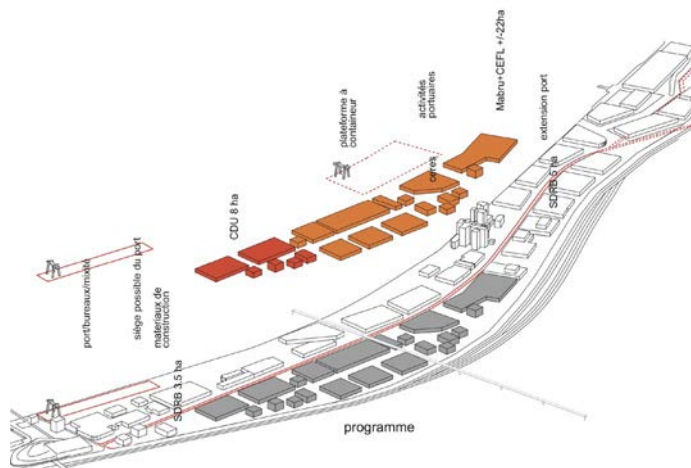 port/bureaux/mixité
siège possible du port
matériaux de
construction
SDRB 3.5 ha
CDU 8 ha
plateforme à
containeur
activités
portuaires
ceres
Mabru+CEFL +/-22ha
extension port
SDRB 5 ha
programme